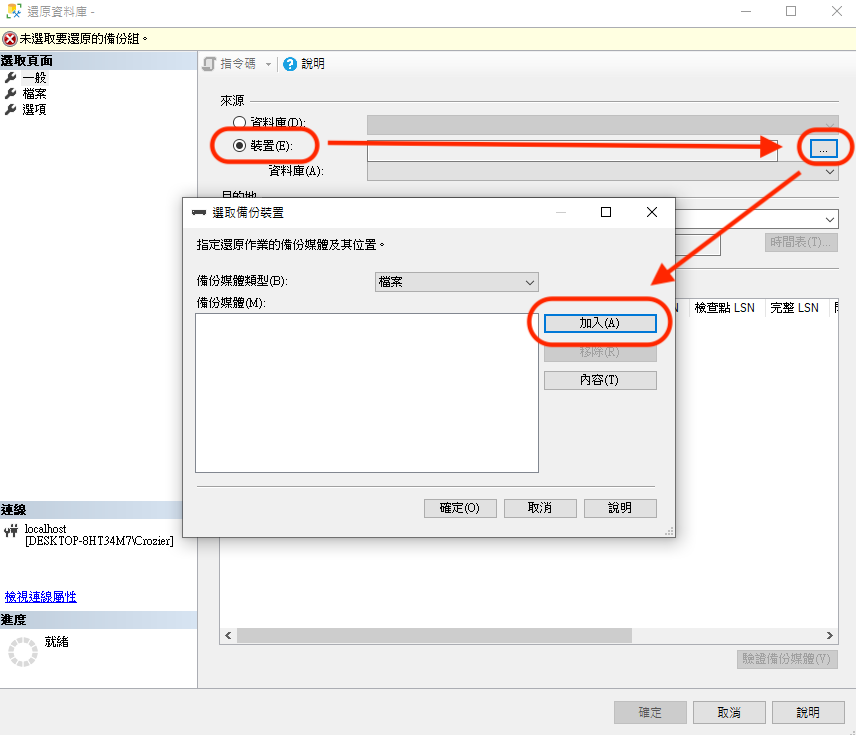 還原資料庫 -
未選取要還原的備份組。
選取頁面
一般
檔案
選項
指令碼
說明
來源
資料庫(D):
裝置(E):
...
資料庫(A):
目的地
時間表(T)...
檢查點 LSN 完整 LSN
選取備份裝置
指定還原作業的備份媒體及其位置。
備份媒體類型(B):
檔案
備份媒體(M):
加入(A)
移除(R)
內容(T)
確定(O)
取消
說明
連線
localhost
[DESKTOP-8HT34M7\Crozier]
檢視連線屬性
進度
就緒
驗證備份媒體(V)
確定
取消
說明